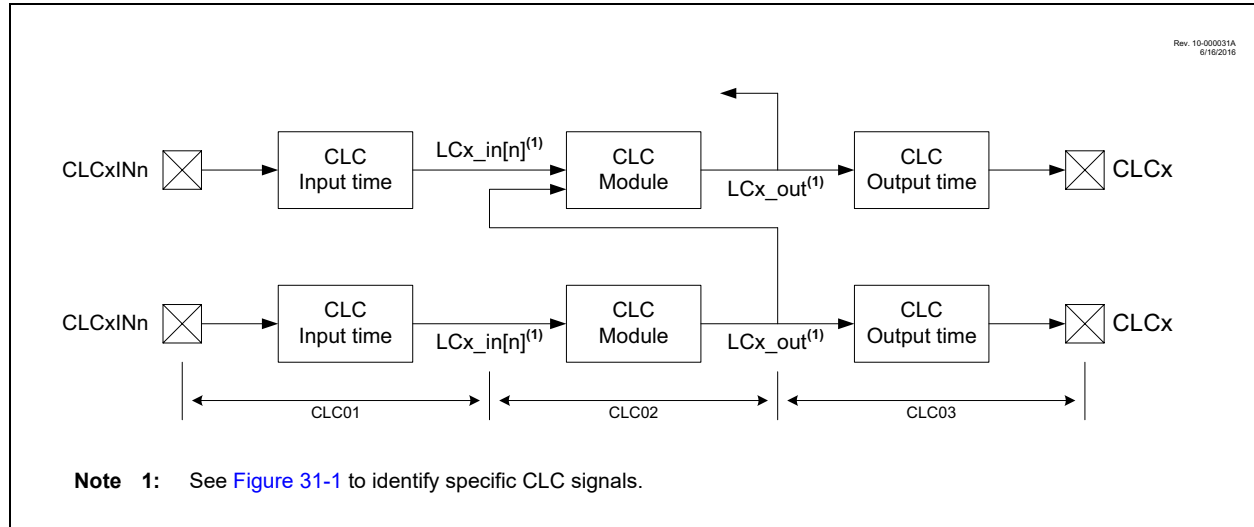 Rev. 10-000031A
6/16/2016
CLCxINn
CLC
Input time
LCx_in[n](1)
CLC
Module
LCx_out(1)
CLC
Output time
CLCx
CLCxINn
CLC
Input time
LCx_in[n](1)
CLC
Module
LCx_out(1)
CLC
Output time
CLCx
CLC01
CLC02
CLC03
Note 1: See Figure 31-1 to identify specific CLC signals.